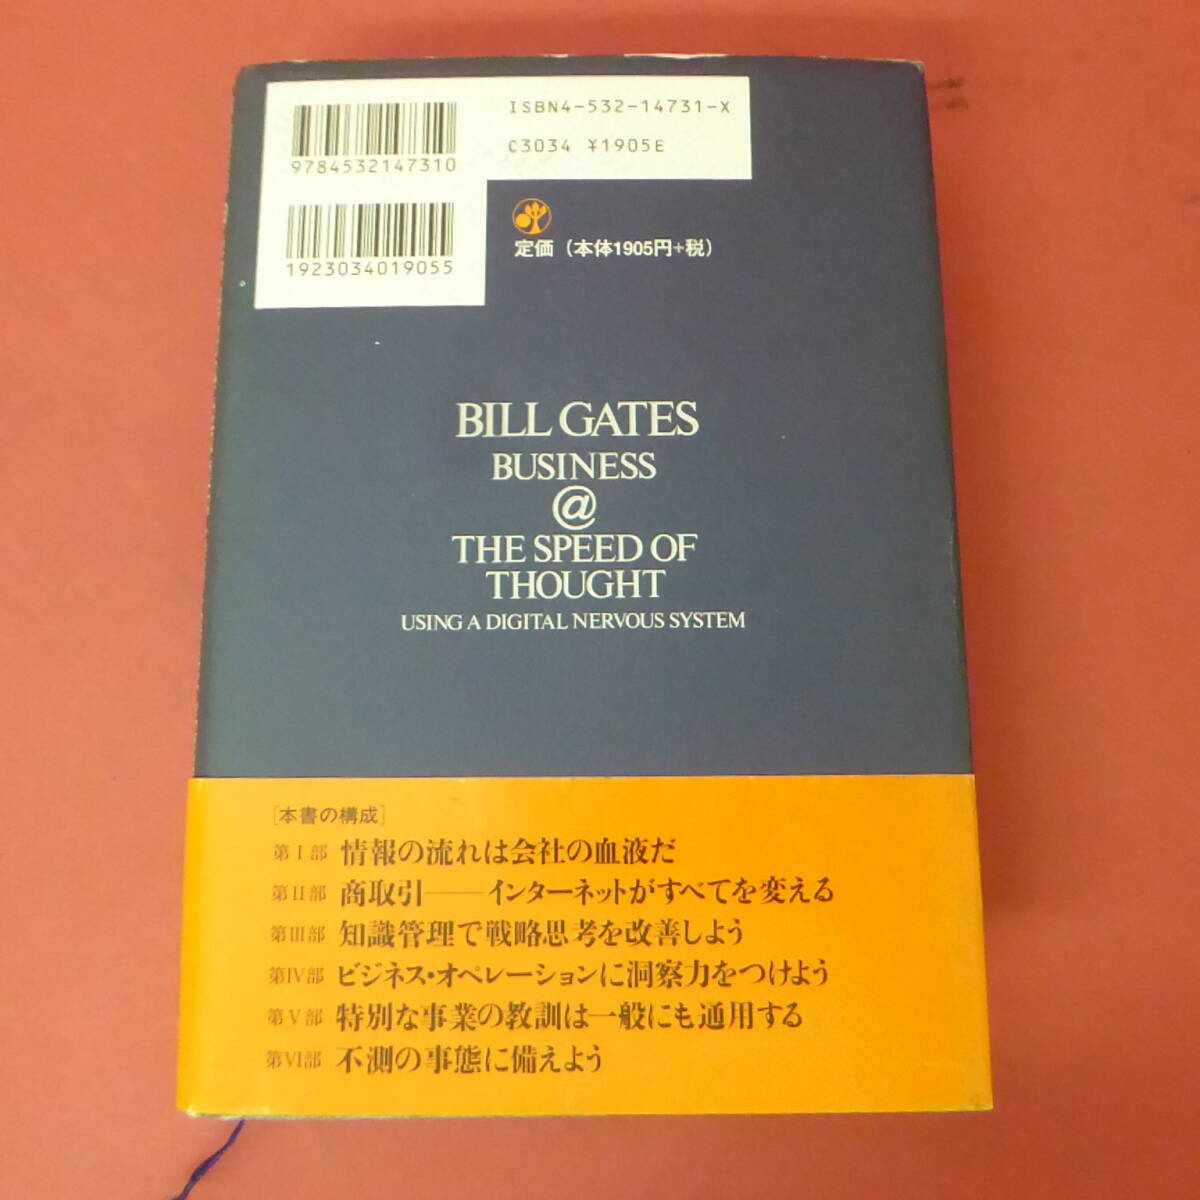 ISBN4-532-14731-X
C3034 ¥1905E
9784532147310
1923034019055
定価（本体1905円+税）
BILL GATES
BUSINESS
@
THE SPEED OF
THOUGHT
USING A DIGITAL NERVOUS SYSTEM
［本書の構成］
第Ⅰ部 情報の流れは会社の血液だ
第Ⅱ部 商取引——インターネットがすべてを変える
第Ⅲ部 知識管理で戦略思考を改善しよう
第Ⅳ部 ビジネス・オペレーションに洞察力をつけよう
第Ⅴ部 特別な事業の教訓は一般にも通用する
第Ⅵ部 不測の事態に備えよう